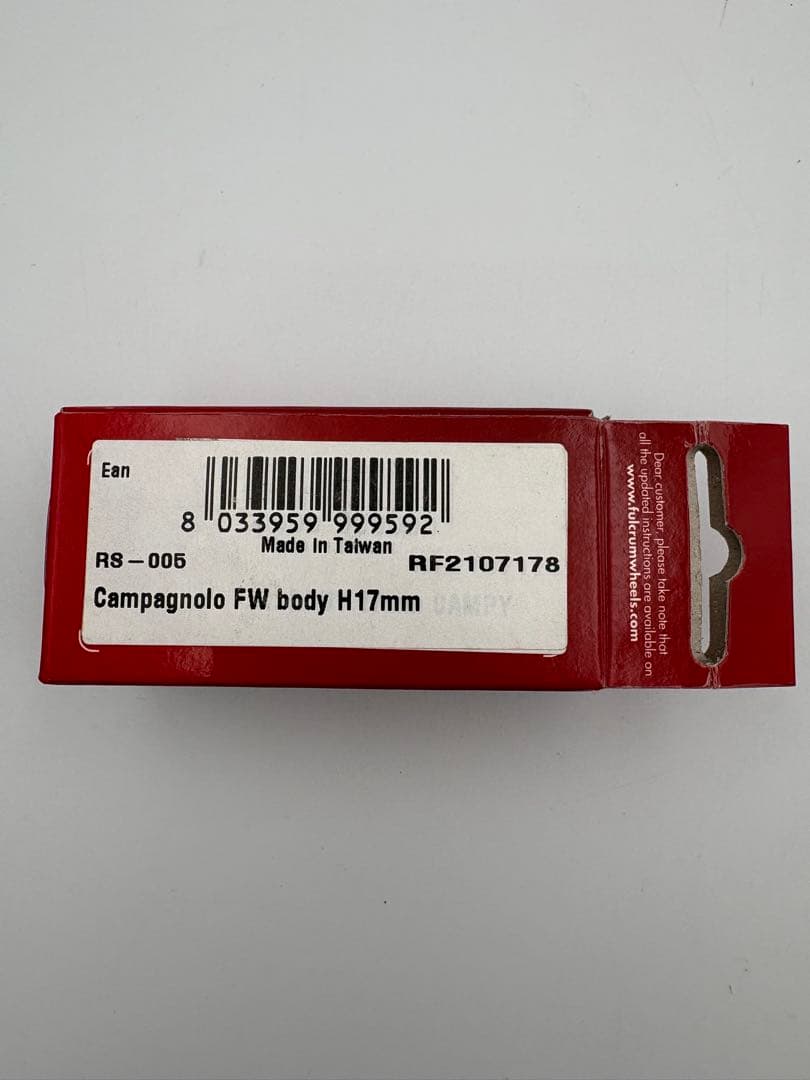 Ean
8 033959 999592
Made in Taiwan
RS-005
RF2107178
Campagnolo FW body H17mm
CAMPY
Dear customer, please take note that
all the updated instructions are available on
www.fulcrumwheels.com